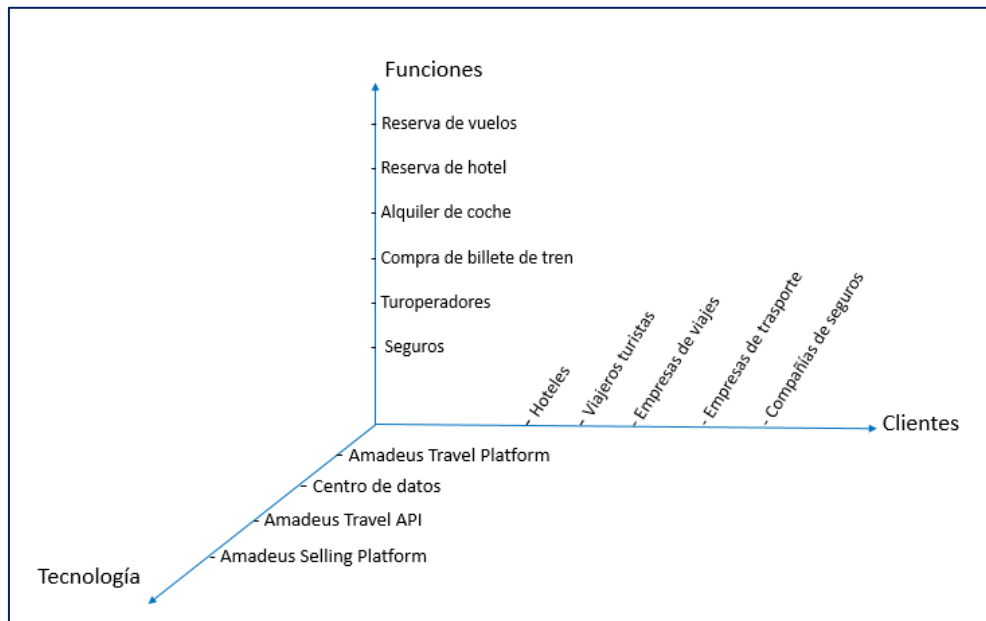 Funciones
- Reserva de vuelos
- Reserva de hotel
- Alquiler de coche
- Compra de billete de tren
- Turoperadores
- Seguros
- Hoteles
- Viajeros turistas
- Empresas de viajes
- Empresas de trasporte
- Compañías de seguros
Clientes
- Amadeus Travel Platform
- Centro de datos
- Amadeus Travel API
- Amadeus Selling Platform
Tecnología